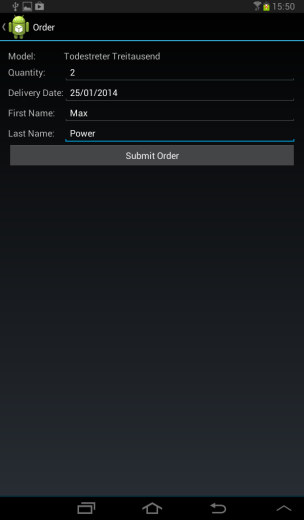 15:50
Order
Model: Todestreter Treitausend
Quantity: 2
Delivery Date: 25/01/2014
First Name: Max
Last Name: Power
Submit Order